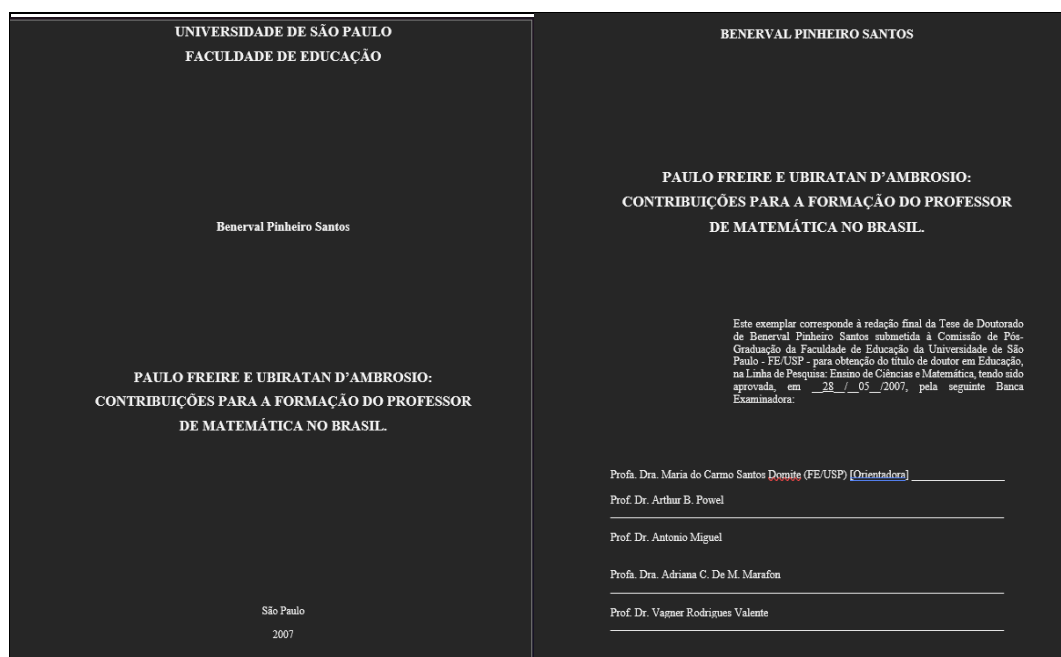 UNIVERSIDADE DE SÃO PAULO
FACULDADE DE EDUCAÇÃO
Benerval Pinheiro Santos
PAULO FREIRE E UBIRATAN D’AMBROSIO:
CONTRIBUIÇÕES PARA A FORMAÇÃO DO PROFESSOR
DE MATEMÁTICA NO BRASIL.
São Paulo
2007
BENERVAL PINHEIRO SANTOS
PAULO FREIRE E UBIRATAN D’AMBROSIO:
CONTRIBUIÇÕES PARA A FORMAÇÃO DO PROFESSOR
DE MATEMÁTICA NO BRASIL.
Este exemplar corresponde à redação final da Tese de Doutorado
de Benerval Pinheiro Santos submetida à Comissão de Pós-
Graduação da Faculdade de Educação da Universidade de São
Paulo - FE/USP - para obtenção do título de doutor em Educação,
na Linha de Pesquisa: Ensino de Ciências e Matemática, tendo sido
aprovada, em __28__/__05__/2007, pela seguinte Banca
Examinadora:
Profa. Dra. Maria do Carmo Santos Domite (FE/USP) [Orientadora] ________________
Prof. Dr. Arthur B. Powel
Prof. Dr. Antonio Miguel
Profa. Dra. Adriana C. De M. Marafon
Prof. Dr. Vagner Rodrigues Valente